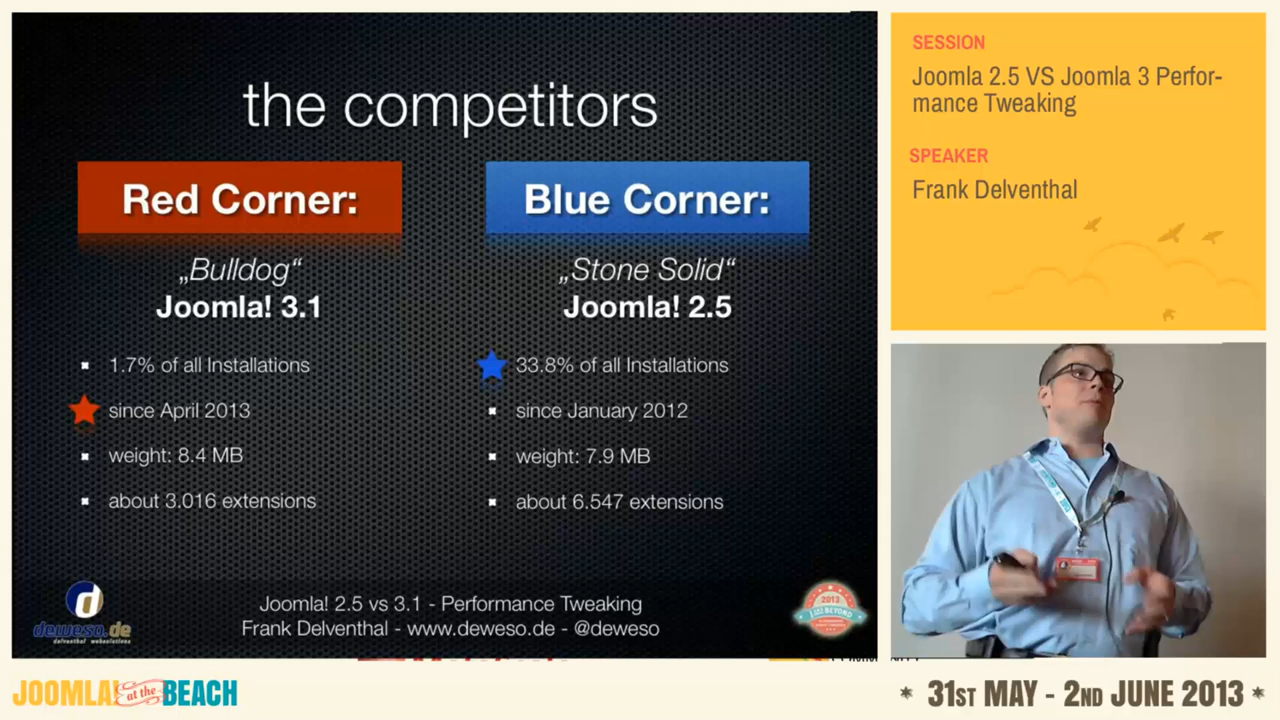 the competitors
Red Corner:
„Bulldog“
Joomla! 3.1
1.7% of all Installations
since April 2013
weight: 8.4 MB
about 3.016 extensions
Blue Corner:
„Stone Solid“
Joomla! 2.5
33.8% of all Installations
since January 2012
weight: 7.9 MB
about 6.547 extensions
d
deweso.de
delventhal websolutions
Joomla! 2.5 vs 3.1 - Performance Tweaking
Frank Delventhal - www.deweso.de - @deweso
2013
BEYOND
SESSION
Joomla 2.5 VS Joomla 3 Perfor-
mance Tweaking
SPEAKER
Frank Delventhal
JOOMLA! at the BEACH
* 31ST MAY - 2ND JUNE 2013 *